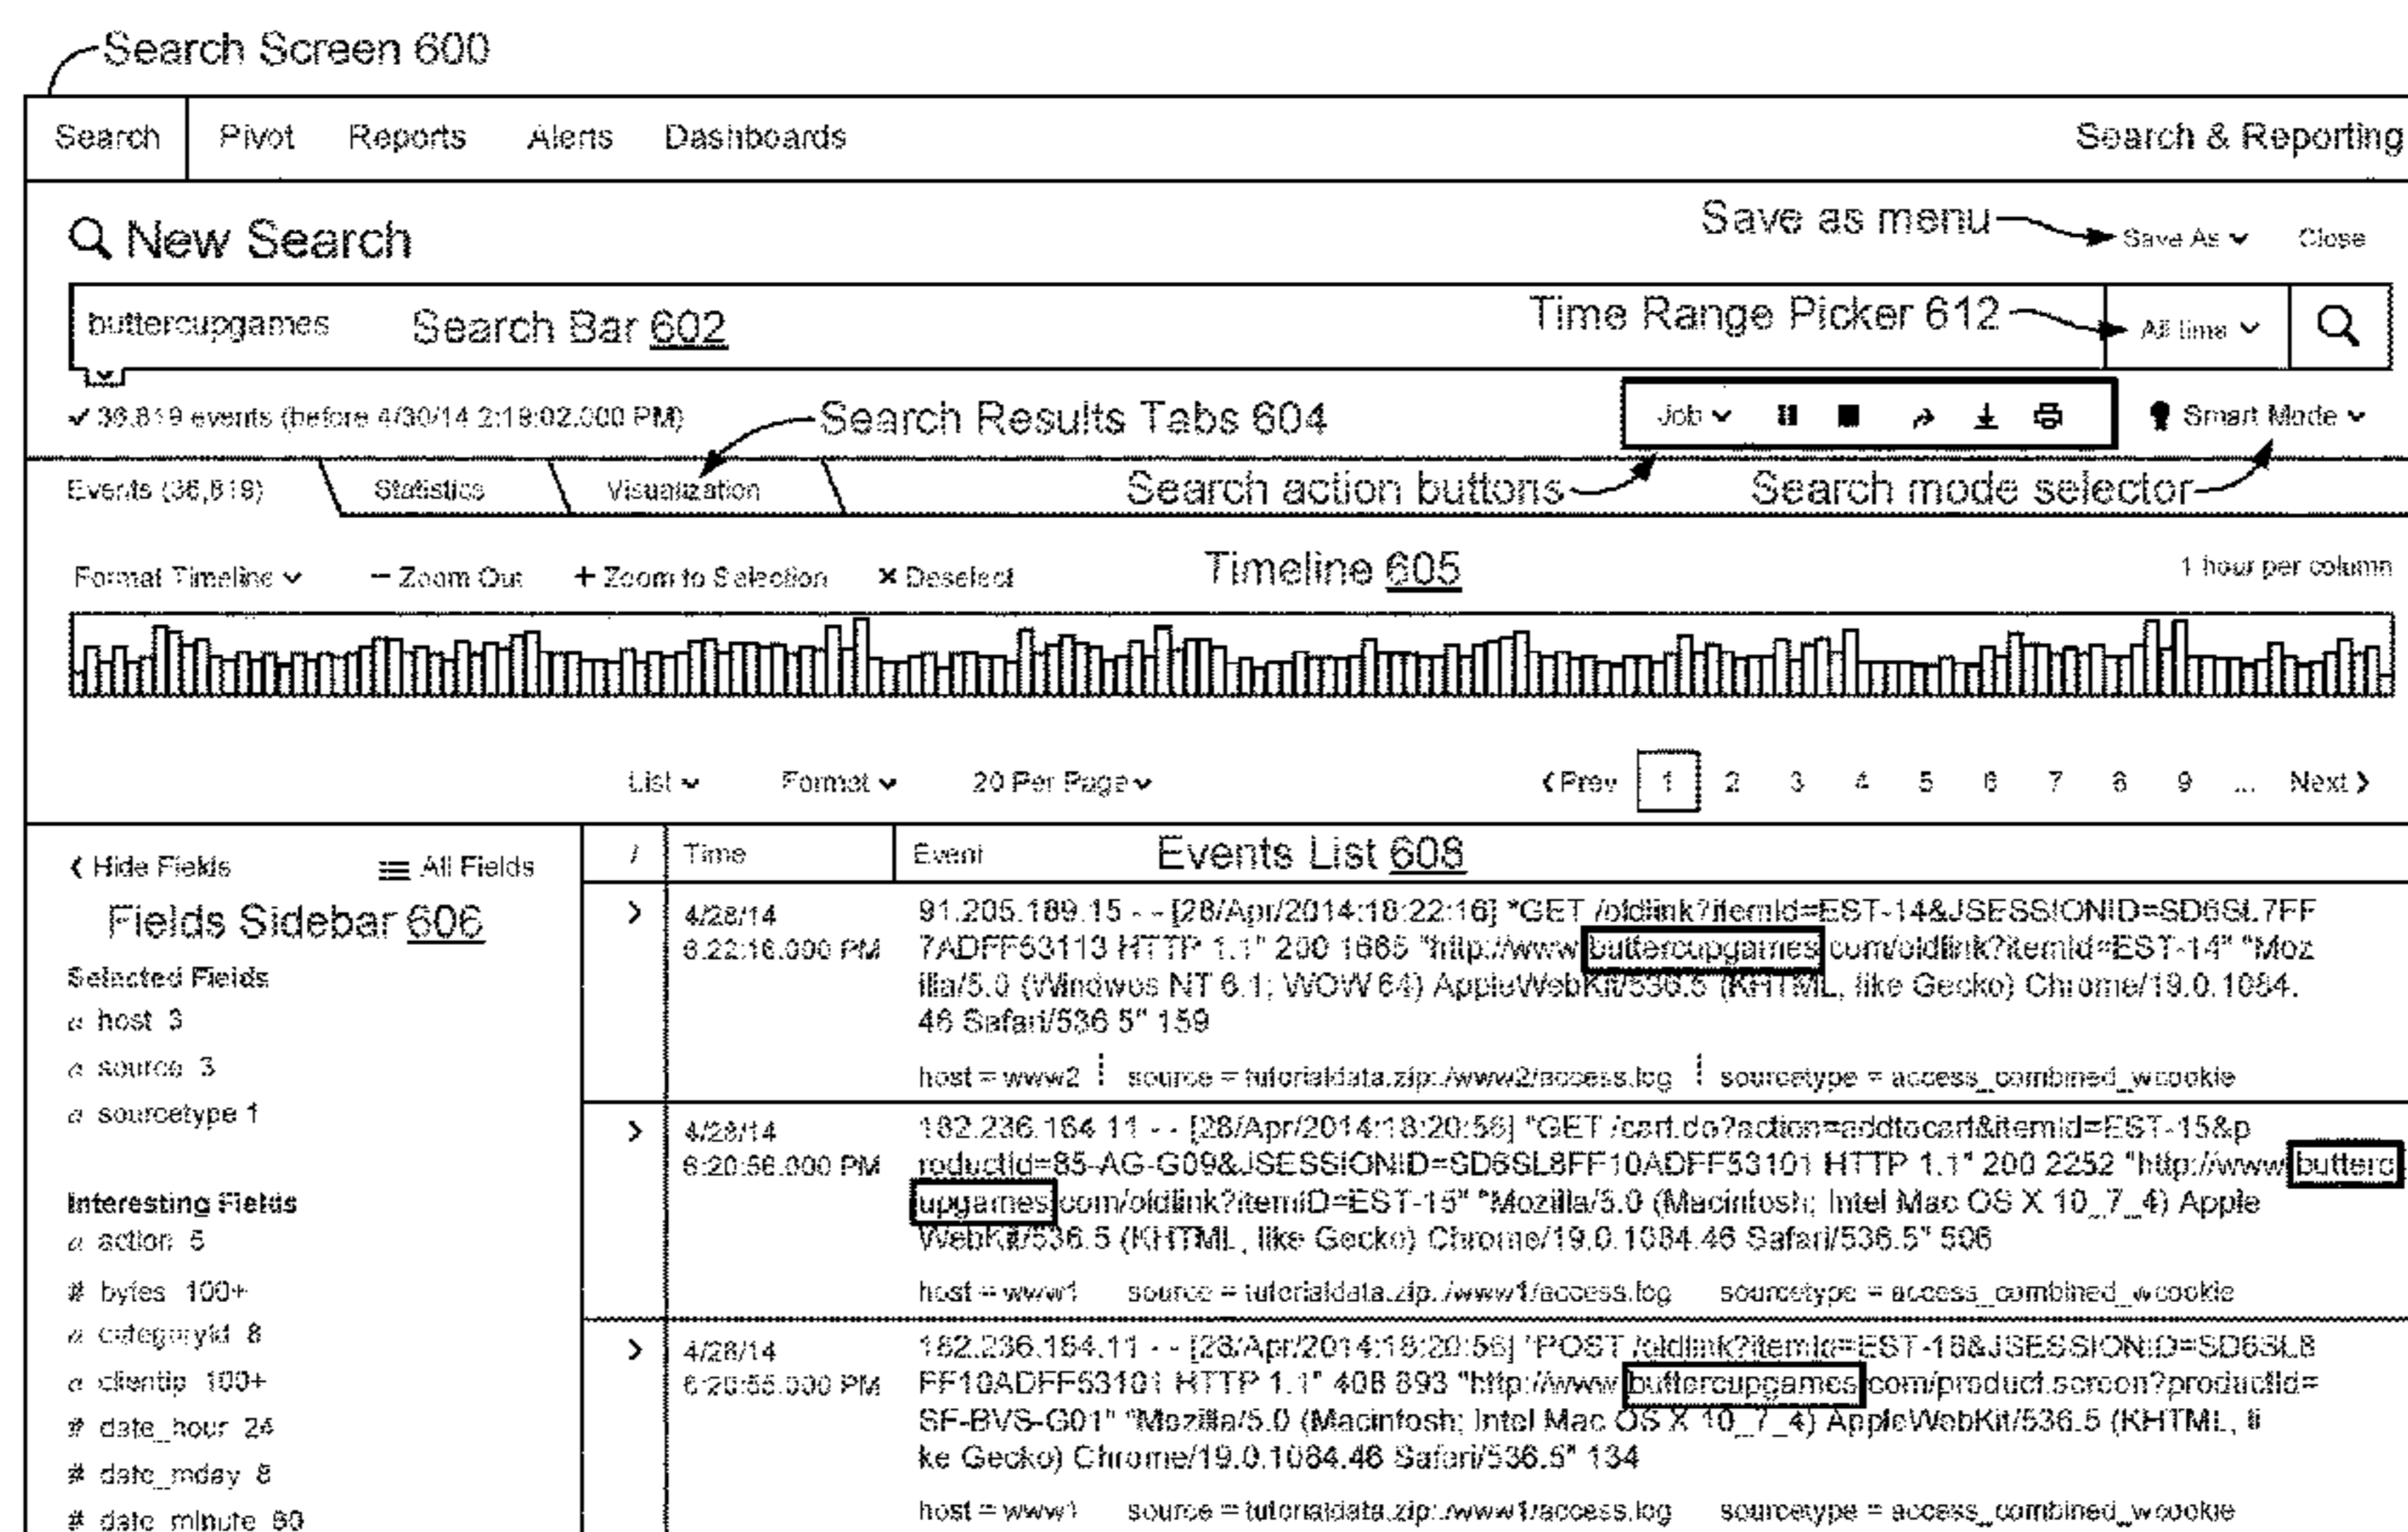 Search Screen 600
Search Pivot Reports Alerts Dashboards Search & Reporting
New Search Save as menu Save As Close
buttercupgames Search Bar 602 Time Range Picker 612 All time
✓ 36,819 events (before 4/30/14 2:19:02.000 PM) Search Results Tabs 604 Job Smart Mode
Events (36,819) Statistics Visualization Search action buttons Search mode selector
Format Timeline – Zoom Out + Zoom to Selection × Deselect Timeline 605 1 hour per column
List Format 20 Per Page < Prev 1 2 3 4 5 6 7 8 9 ... Next >
< Hide Fields All Fields
Fields Sidebar 606
Selected Fields
a host 3
a source 3
a sourcetype 1
Interesting Fields
a action 5
# bytes 100+
a categoryId 8
a clientip 100+
# date_hour 24
# date_mday 8
# date_minute 60
i Time Event Events List 608
> 4/28/14 91.205.189.15 - - [28/Apr/2014:18:22:16] "GET /oldlink?itemId=EST-14&JSESSIONID=SD6SL7FF
6:22:16.000 PM 7ADFF53113 HTTP 1.1" 200 1665 "http://www.buttercupgames.com/oldlink?itemId=EST-14" "Moz
illa/5.0 (Windwos NT 6.1; WOW 64) AppleWebKit/536.5 (KHTML, like Gecko) Chrome/19.0.1084.
46 Safari/536.5" 159
host = www2 source = tutorialdata.zip:./www2/access.log sourcetype = access_combined_wcookie
> 4/28/14 182.236.164.11 - - [28/Apr/2014:18:20:56] "GET /cart.do?action=addtocart&itemId=EST-15&p
6:20:56.000 PM roductId=85-AG-G09&JSESSIONID=SD6SL8FF10ADFF53101 HTTP 1.1" 200 2252 "http://www.butterc
upgames.com/oldlink?itemID=EST-15" "Mozilla/5.0 (Macintosh; Intel Mac OS X 10_7_4) Apple
WebKit/536.5 (KHTML, like Gecko) Chrome/19.0.1084.46 Safari/536.5" 506
host = www1 source = tutorialdata.zip:./www1/access.log sourcetype = access_combined_wcookie
> 4/28/14 182.236.164.11 - - [28/Apr/2014:18:20:56] "POST /oldlink?itemId=EST-18&JSESSIONID=SD6SL8
6:20:55.000 PM FF10ADFF53101 HTTP 1.1" 408 893 "http://www.buttercupgames.com/product.screen?productId=
SF-BVS-G01" "Mozilla/5.0 (Macintosh; Intel Mac OS X 10_7_4) AppleWebKit/536.5 (KHTML, li
ke Gecko) Chrome/19.0.1084.46 Safari/536.5" 134
host = www1 source = tutorialdata.zip:./www1/access.log sourcetype = access_combined_wcookie